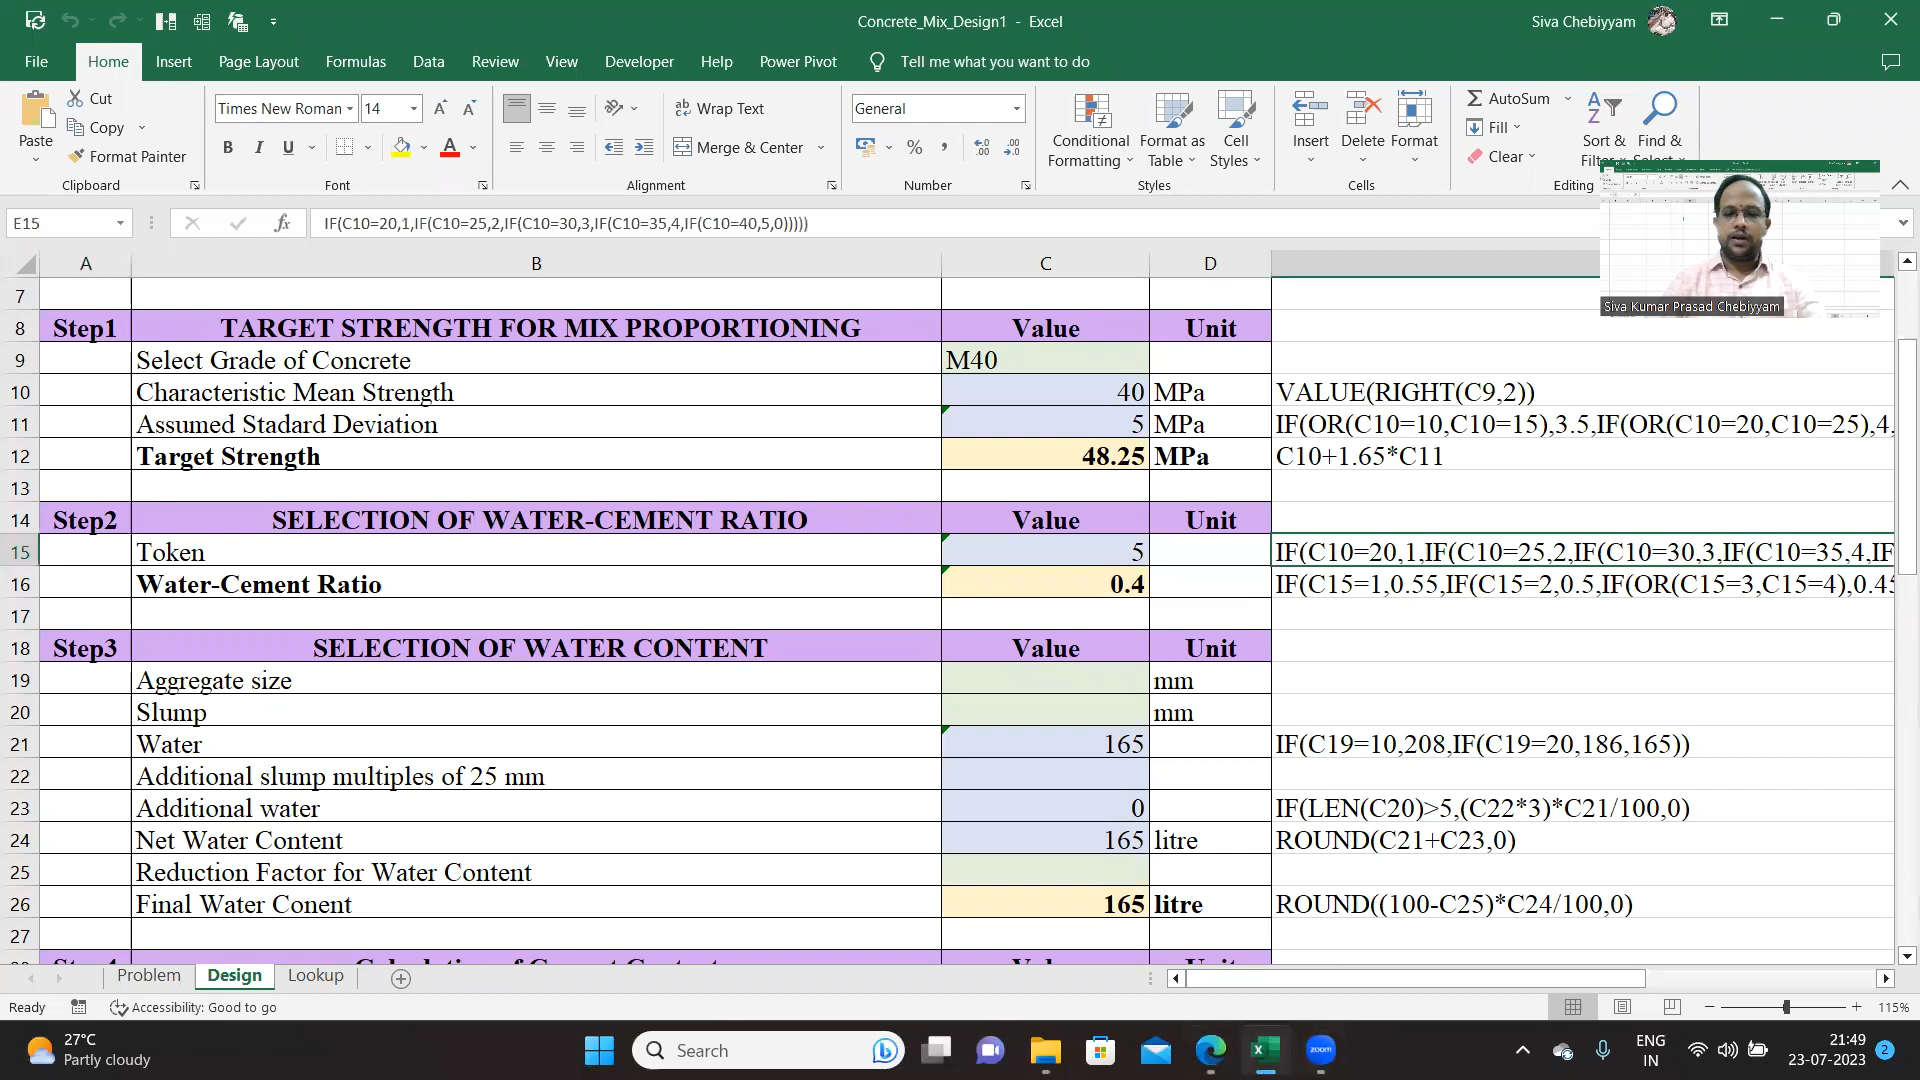 Concrete_Mix_Design1 - Excel
Siva Chebiyyam
File Home Insert Page Layout Formulas Data Review View Developer Help Power Pivot Tell me what you want to do
Paste
Cut
Copy
Format Painter
Clipboard
Times New Roman 14
B I U
Font
Wrap Text
Merge & Center
Alignment
General
Number
Conditional Formatting
Format as Table
Cell Styles
Styles
Insert Delete Format
Cells
AutoSum
Fill
Clear
Sort &
Find &
Editing
Siva Kumar Prasad Chebiyyam
E15 fx IF(C10=20,1,IF(C10=25,2,IF(C10=30,3,IF(C10=35,4,IF(C10=40,5,0)))))
A B C D
7
8 Step1 TARGET STRENGTH FOR MIX PROPORTIONING Value Unit
9 Select Grade of Concrete M40
10 Characteristic Mean Strength 40 MPa VALUE(RIGHT(C9,2))
11 Assumed Stadard Deviation 5 MPa IF(OR(C10=10,C10=15),3.5,IF(OR(C10=20,C10=25),4,
12 Target Strength 48.25 MPa C10+1.65*C11
13
14 Step2 SELECTION OF WATER-CEMENT RATIO Value Unit
15 Token 5 IF(C10=20,1,IF(C10=25,2,IF(C10=30,3,IF(C10=35,4,IF
16 Water-Cement Ratio 0.4 IF(C15=1,0.55,IF(C15=2,0.5,IF(OR(C15=3,C15=4),0.45
17
18 Step3 SELECTION OF WATER CONTENT Value Unit
19 Aggregate size mm
20 Slump mm
21 Water 165 IF(C19=10,208,IF(C19=20,186,165))
22 Additional slump multiples of 25 mm
23 Additional water 0 IF(LEN(C20)>5,(C22*3)*C21/100,0)
24 Net Water Content 165 litre ROUND(C21+C23,0)
25 Reduction Factor for Water Content
26 Final Water Conent 165 litre ROUND((100-C25)*C24/100,0)
27
Problem Design Lookup
Ready Accessibility: Good to go 115%
27°C
Partly cloudy
Search
zoom
ENG
IN
21:49
23-07-2023
2